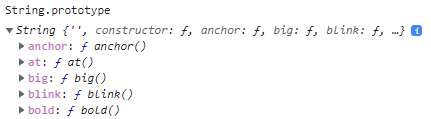 String.prototype
▼ String {'', constructor: ƒ, anchor: ƒ, big: ƒ, blink: ƒ, …} i
▶ anchor: ƒ anchor()
▶ at: ƒ at()
▶ big: ƒ big()
▶ blink: ƒ blink()
▶ bold: ƒ bold()